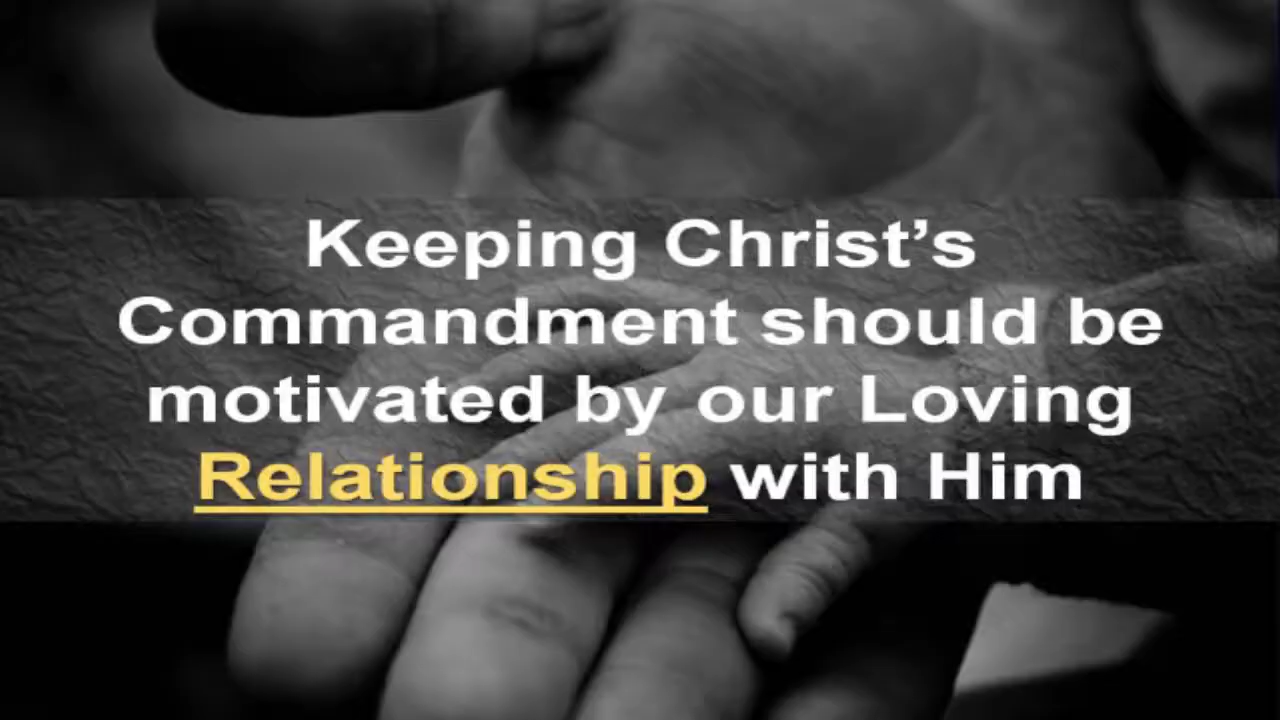 Keeping Christ’s
Commandment should be
motivated by our Loving
Relationship with Him